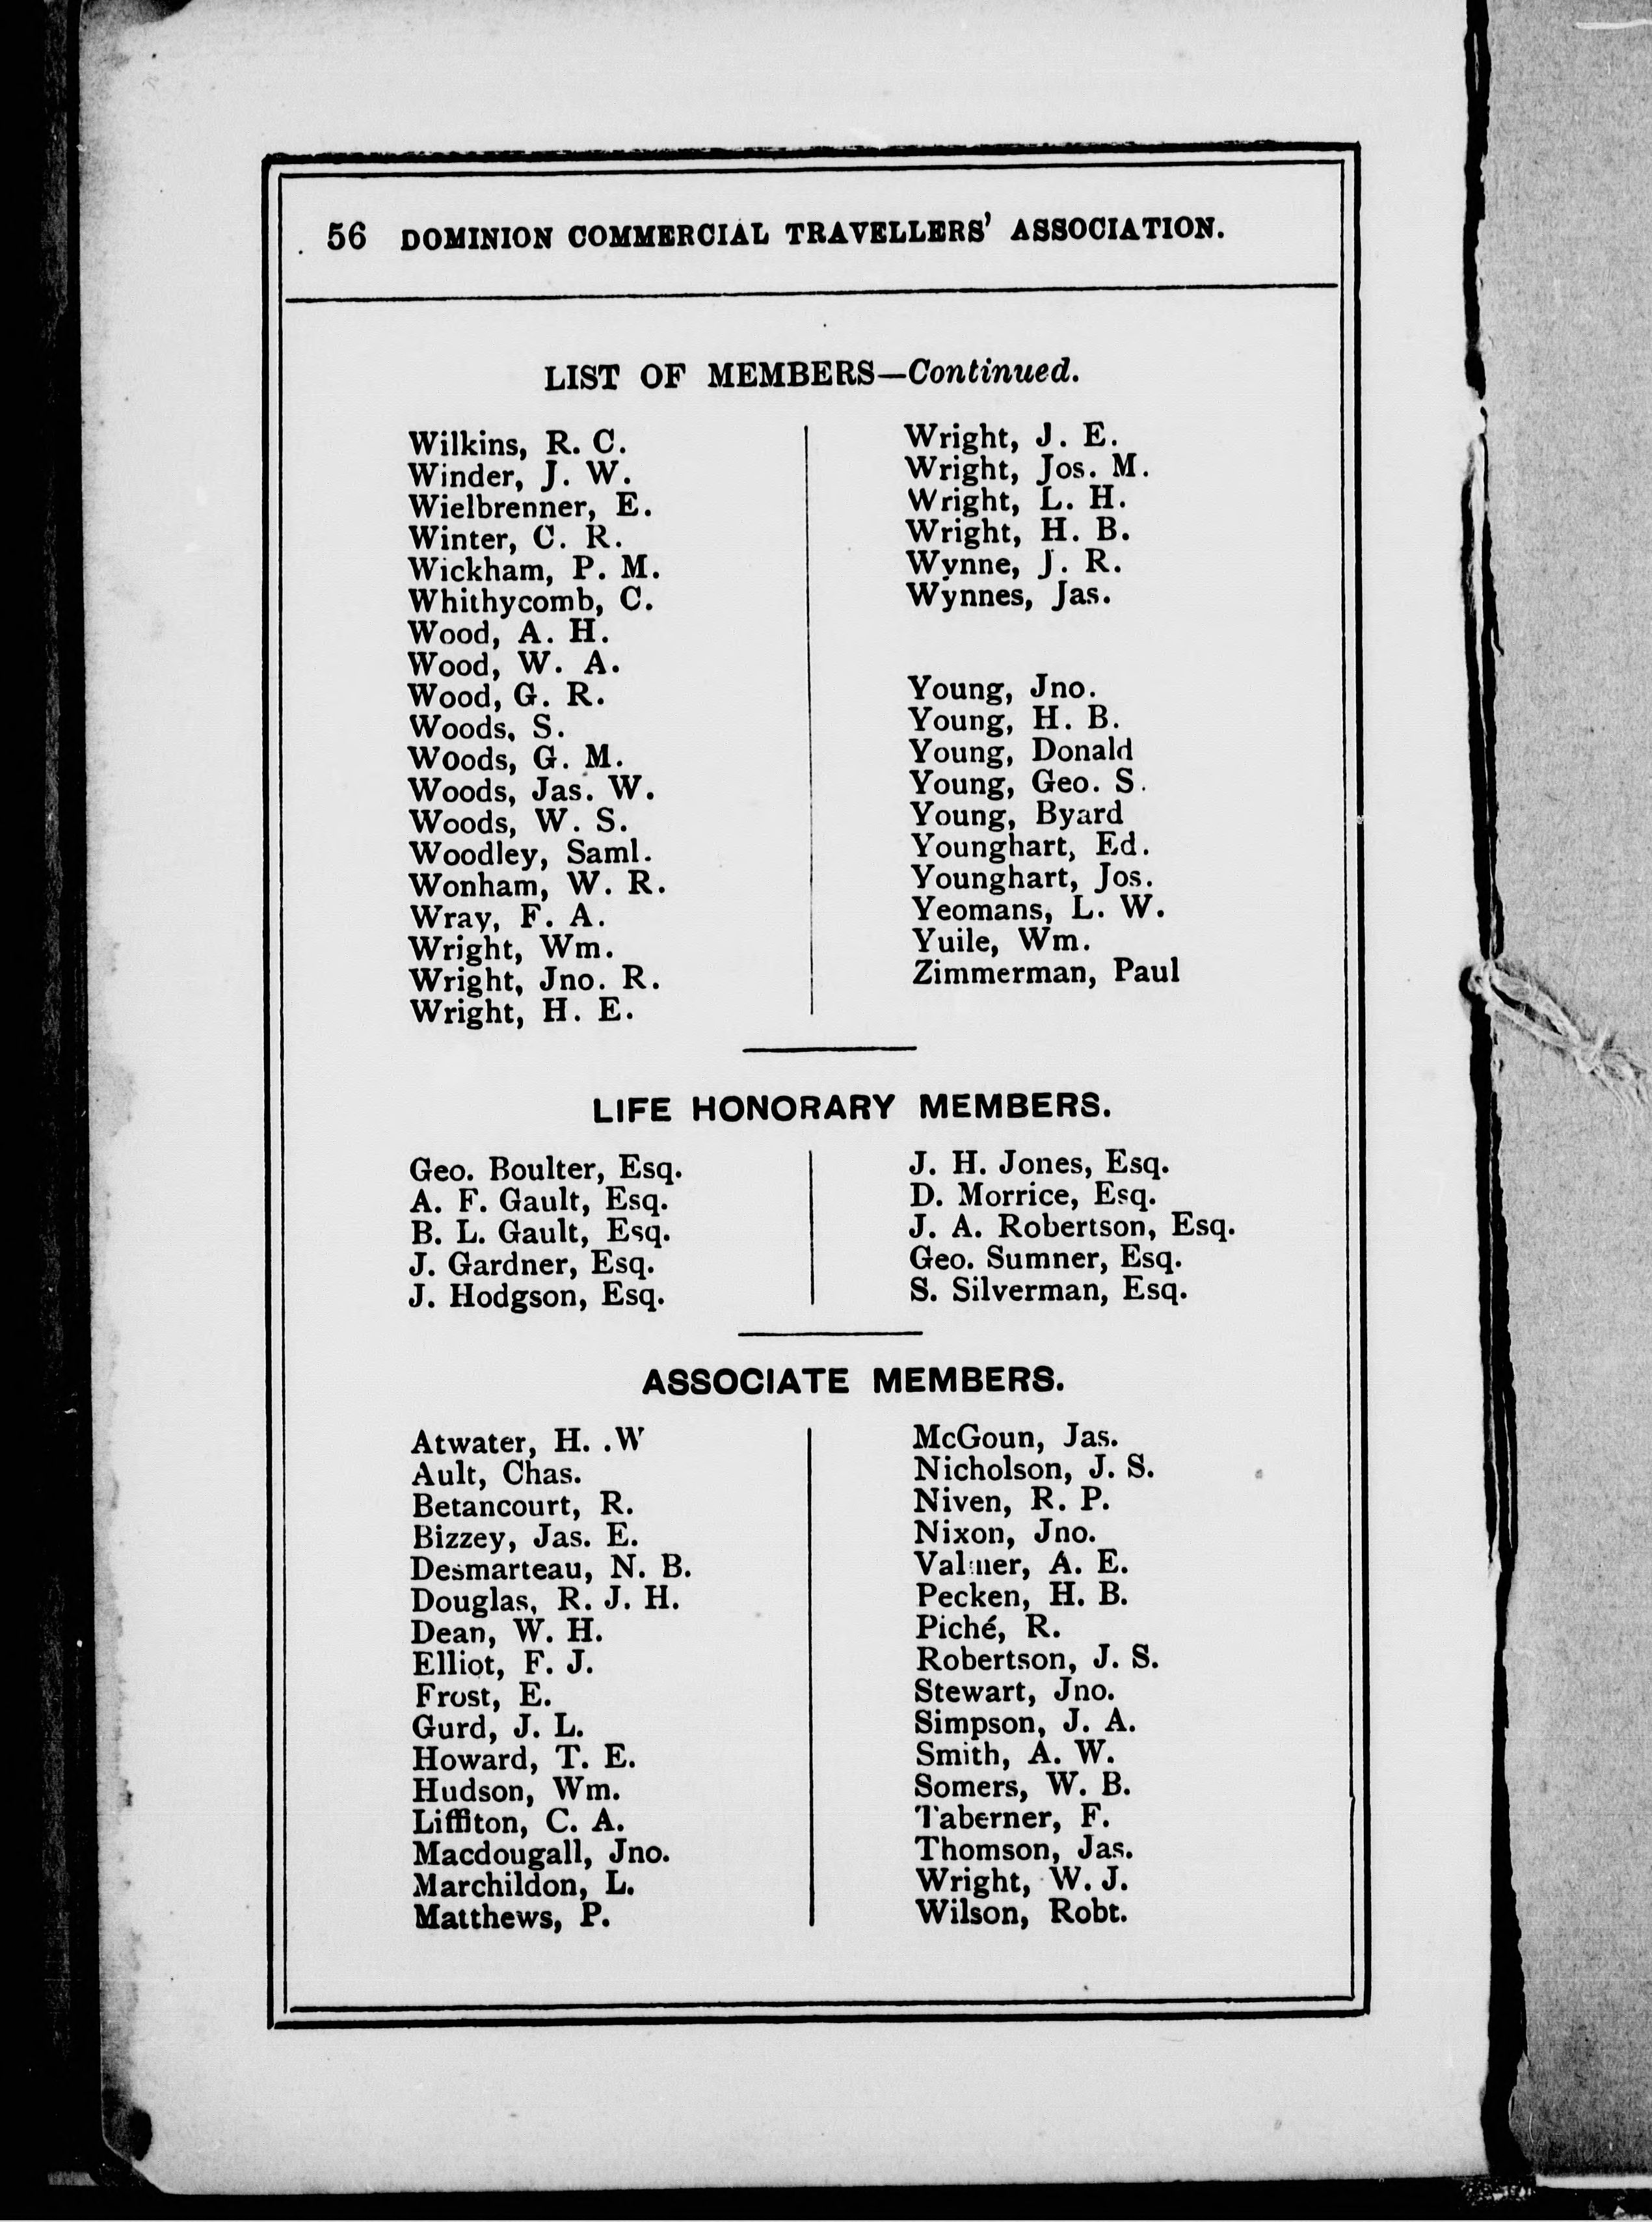 56 DOMINION COMMERCIAL TRAVELLERS' ASSOCIATION.
LIST OF MEMBERS—Continued.
Wilkins, R. C.
Winder, J. W.
Wielbrenner, E.
Winter, C. R.
Wickham, P. M.
Whithycomb, C.
Wood, A. H.
Wood, W. A.
Wood, G. R.
Woods, S.
Woods, G. M.
Woods, Jas. W.
Woods, W. S.
Woodley, Saml.
Wonham, W. R.
Wray, F. A.
Wright, Wm.
Wright, Jno. R.
Wright, H. E.
Wright, J. E.
Wright, Jos. M.
Wright, L. H.
Wright, H. B.
Wynne, J. R.
Wynnes, Jas.
Young, Jno.
Young, H. B.
Young, Donald
Young, Geo. S.
Young, Byard
Younghart, Ed.
Younghart, Jos.
Yeomans, L. W.
Yuile, Wm.
Zimmerman, Paul
LIFE HONORARY MEMBERS.
Geo. Boulter, Esq.
A. F. Gault, Esq.
B. L. Gault, Esq.
J. Gardner, Esq.
J. Hodgson, Esq.
J. H. Jones, Esq.
D. Morrice, Esq.
J. A. Robertson, Esq.
Geo. Sumner, Esq.
S. Silverman, Esq.
ASSOCIATE MEMBERS.
Atwater, H. .W
Ault, Chas.
Betancourt, R.
Bizzey, Jas. E.
Desmarteau, N. B.
Douglas, R. J. H.
Dean, W. H.
Elliot, F. J.
Frost, E.
Gurd, J. L.
Howard, T. E.
Hudson, Wm.
Liffiton, C. A.
Macdougall, Jno.
Marchildon, L.
Matthews, P.
McGoun, Jas.
Nicholson, J. S.
Niven, R. P.
Nixon, Jno.
A. E.
Pecken, H. B.
Piché, R.
Robertson, J. S.
Stewart, Jno.
Simpson, J. A.
Smith, A. W.
Somers, W. B.
Taberner, F.
Thomson, Jas.
Wright, W. J.
Wilson, Robt.